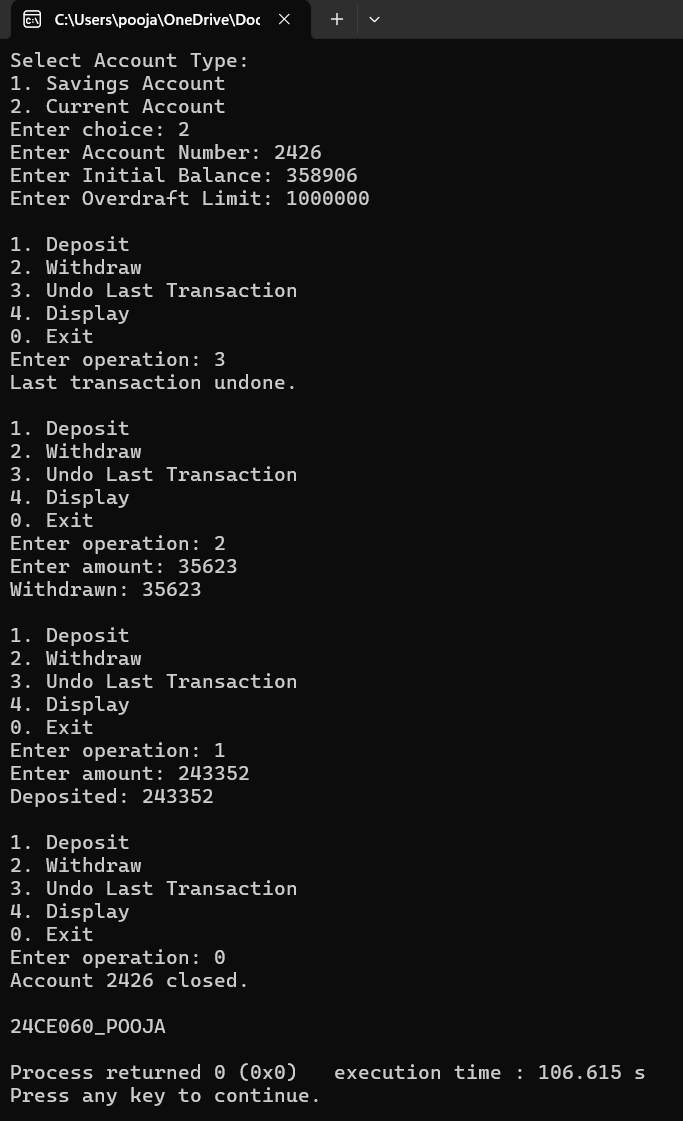 C:\Users\pooja\OneDrive\Doc
Select Account Type:
1. Savings Account
2. Current Account
Enter choice: 2
Enter Account Number: 2426
Enter Initial Balance: 358906
Enter Overdraft Limit: 1000000

1. Deposit
2. Withdraw
3. Undo Last Transaction
4. Display
0. Exit
Enter operation: 3
Last transaction undone.

1. Deposit
2. Withdraw
3. Undo Last Transaction
4. Display
0. Exit
Enter operation: 2
Enter amount: 35623
Withdrawn: 35623

1. Deposit
2. Withdraw
3. Undo Last Transaction
4. Display
0. Exit
Enter operation: 1
Enter amount: 243352
Deposited: 243352

1. Deposit
2. Withdraw
3. Undo Last Transaction
4. Display
0. Exit
Enter operation: 0
Account 2426 closed.

24CE060_POOJA

Process returned 0 (0x0)   execution time : 106.615 s
Press any key to continue.